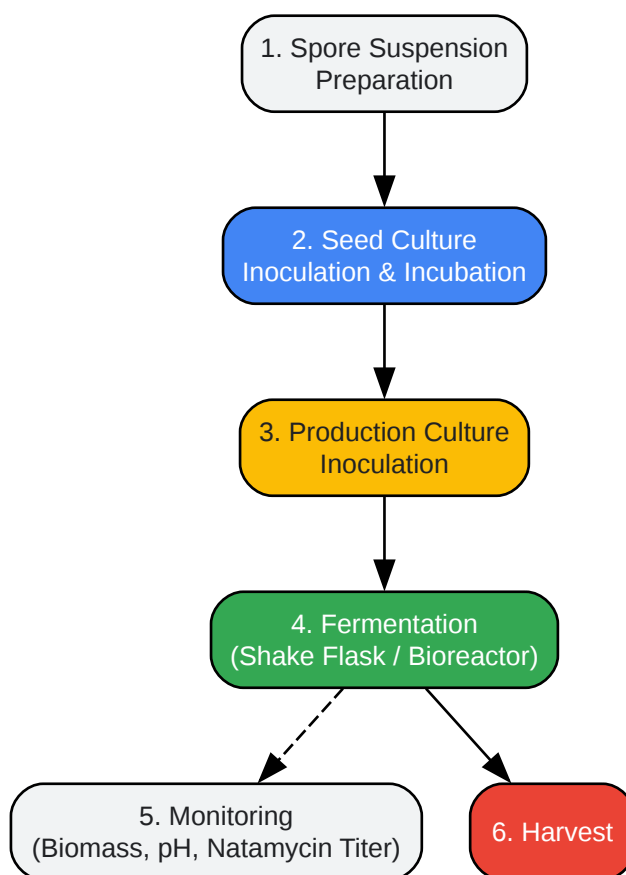 1. Spore Suspension
Preparation
2. Seed Culture
Inoculation & Incubation
3. Production Culture
Inoculation
4. Fermentation
(Shake Flask / Bioreactor)
5. Monitoring
(Biomass, pH, Natamycin Titer)
6. Harvest